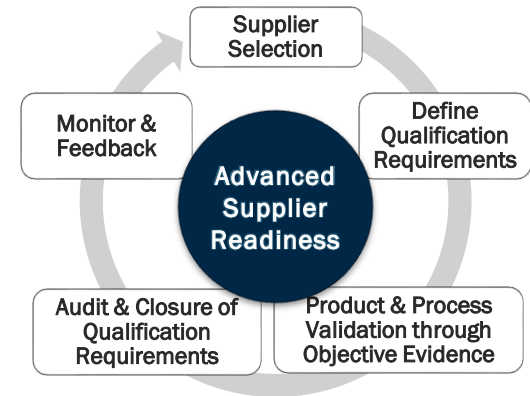 Supplier
Selection
Define
Qualification
Requirements
Product & Process
Validation through
Objective Evidence
Audit & Closure of
Qualification
Requirements
Monitor &
Feedback
Advanced
Supplier
Readiness